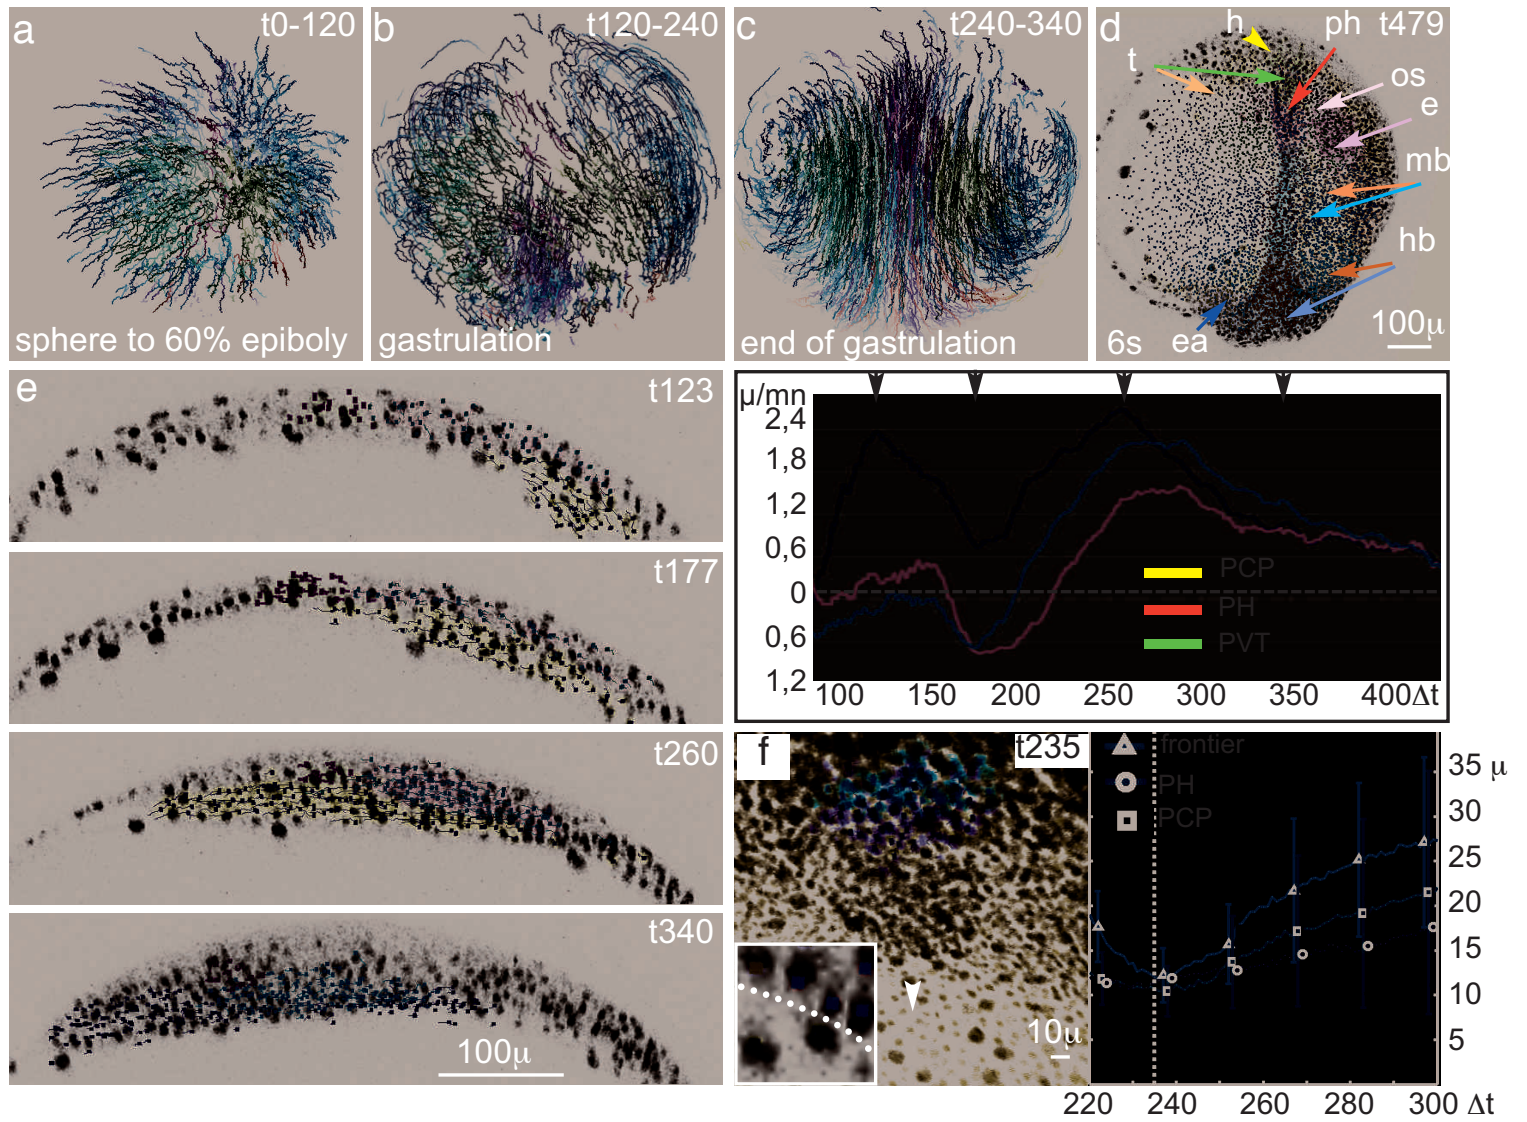 a t0-120
sphere to 60% epiboly
b t120-240
gastrulation
c t240-340
end of gastrulation
d h ph t479
t os
e
mb
hb
6s ea 100μ
e t123
t177
t260
t340
100μ
μ/mn
2,4
1,8
1,2
0,6
0
0,6
1,2
PCP
PH
PVT
100 150 200 250 300 350 400Δt
f t235
10μ
frontier
PH
PCP
35 μ
30
25
20
15
10
5
220 240 260 280 300 Δt